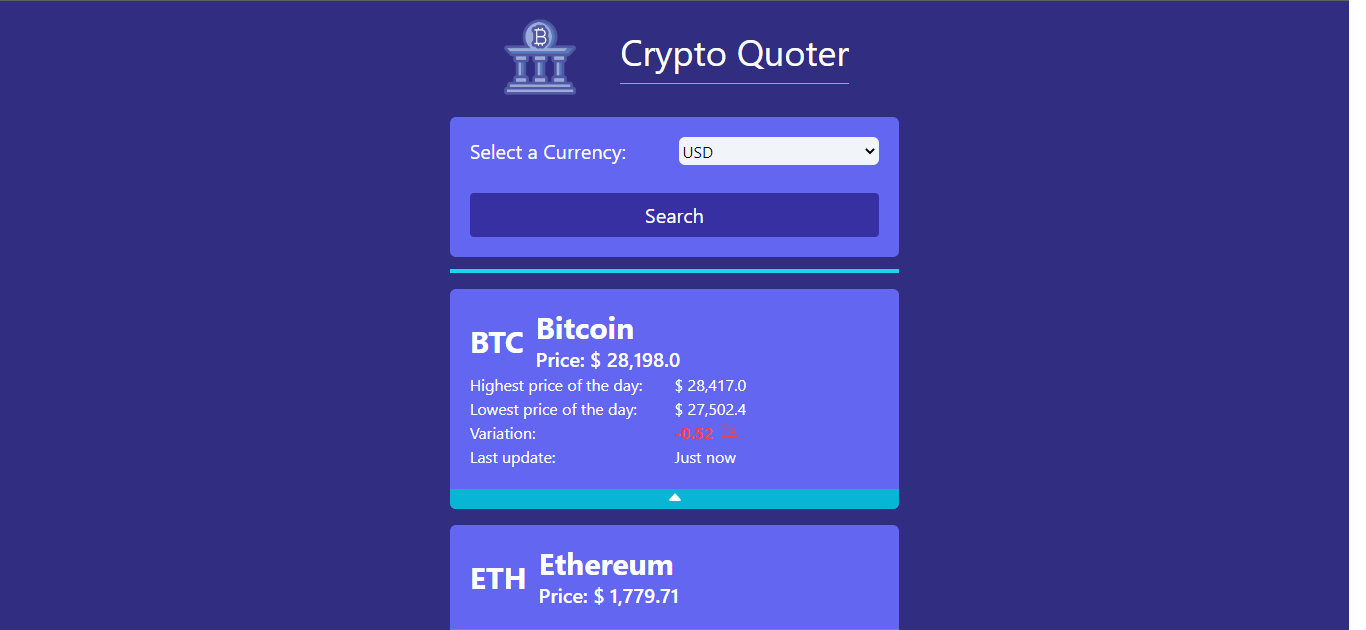 Crypto Quoter
Select a Currency: USD
Search
BTC Bitcoin
Price: $ 28,198.0
Highest price of the day: $ 28,417.0
Lowest price of the day: $ 27,502.4
Variation: -0.52
Last update: Just now
ETH Ethereum
Price: $ 1,779.71